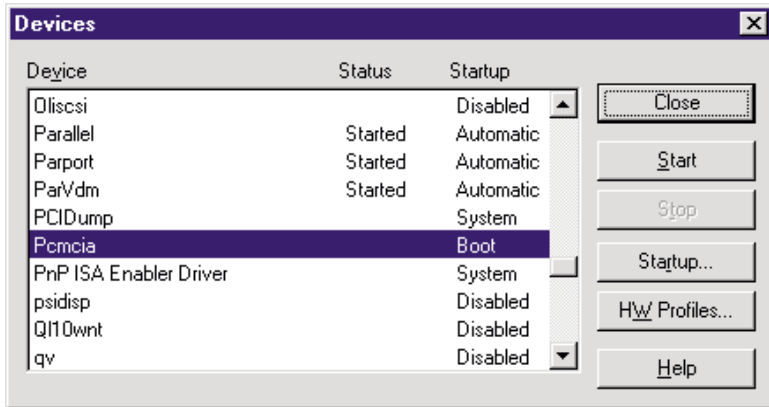 Devices
Device Status Startup
Oliscsi Disabled
Parallel Started Automatic
Parport Started Automatic
ParVdm Started Automatic
PCIDump System
Pcmcia Boot
PnP ISA Enabler Driver System
psidisp Disabled
Ql10wnt Disabled
qv Disabled
Close
Start
Stop
Startup...
HW Profiles...
Help